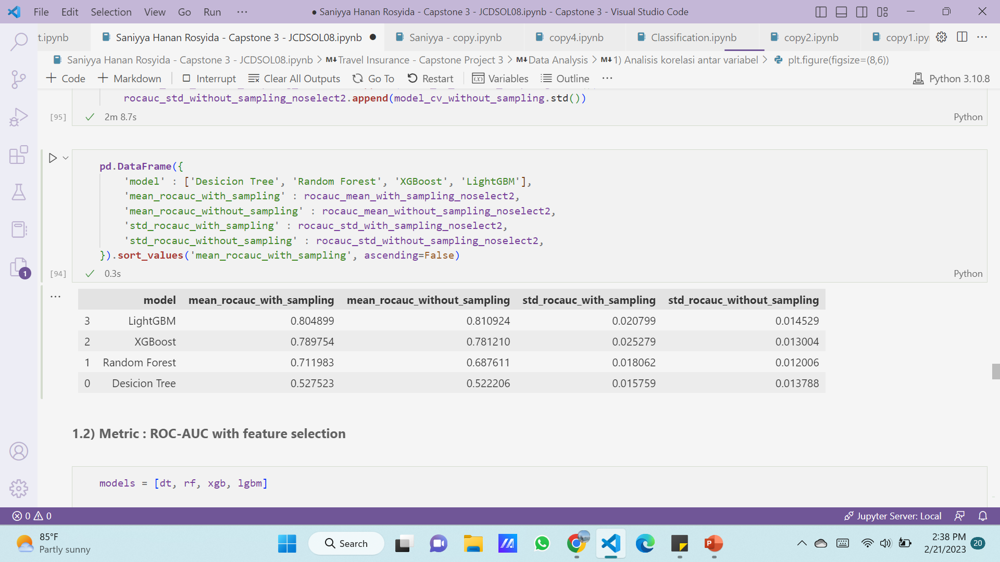 File Edit Selection View Go Run ··· ● Saniyya Hanan Rosyida - Capstone 3 - JCDSOL08.ipynb - Capstone 3 - Visual Studio Code
t.ipynb Saniyya Hanan Rosyida - Capstone 3 - JCDSOL08.ipynb ● Saniyya - copy.ipynb copy4.ipynb Classification.ipynb copy2.ipynb copy1.ipy
Saniyya Hanan Rosyida - Capstone 3 - JCDSOL08.ipynb > M↓Travel Insurance - Capstone Project 3 > M↓Data Analysis > M↓1) Analisis korelasi antar variabel > plt.figure(figsize=(8,6))
+ Code + Markdown Interrupt Clear All Outputs Go To Restart Variables Outline ··· Python 3.10.8
rocauc_std_without_sampling_noselect2.append(model_cv_without_sampling.std())
[95] ✓ 2m 8.7s Python
pd.DataFrame({
'model' : ['Desicion Tree', 'Random Forest', 'XGBoost', 'LightGBM'],
'mean_rocauc_with_sampling' : rocauc_mean_with_sampling_noselect2,
'mean_rocauc_without_sampling' : rocauc_mean_without_sampling_noselect2,
'std_rocauc_with_sampling' : rocauc_std_with_sampling_noselect2,
'std_rocauc_without_sampling' : rocauc_std_without_sampling_noselect2,
}).sort_values('mean_rocauc_with_sampling', ascending=False)
[94] ✓ 0.3s Python
model mean_rocauc_with_sampling mean_rocauc_without_sampling std_rocauc_with_sampling std_rocauc_without_sampling
3 LightGBM 0.804899 0.810924 0.020799 0.014529
2 XGBoost 0.789754 0.781210 0.025279 0.013004
1 Random Forest 0.711983 0.687611 0.018062 0.012006
0 Desicion Tree 0.527523 0.522206 0.015759 0.013788
1
1.2) Metric : ROC-AUC with feature selection
models = [dt, rf, xgb, lgbm]
0 0 Jupyter Server: Local
85°F
Partly sunny
Search
2:38 PM
2/21/2023
20